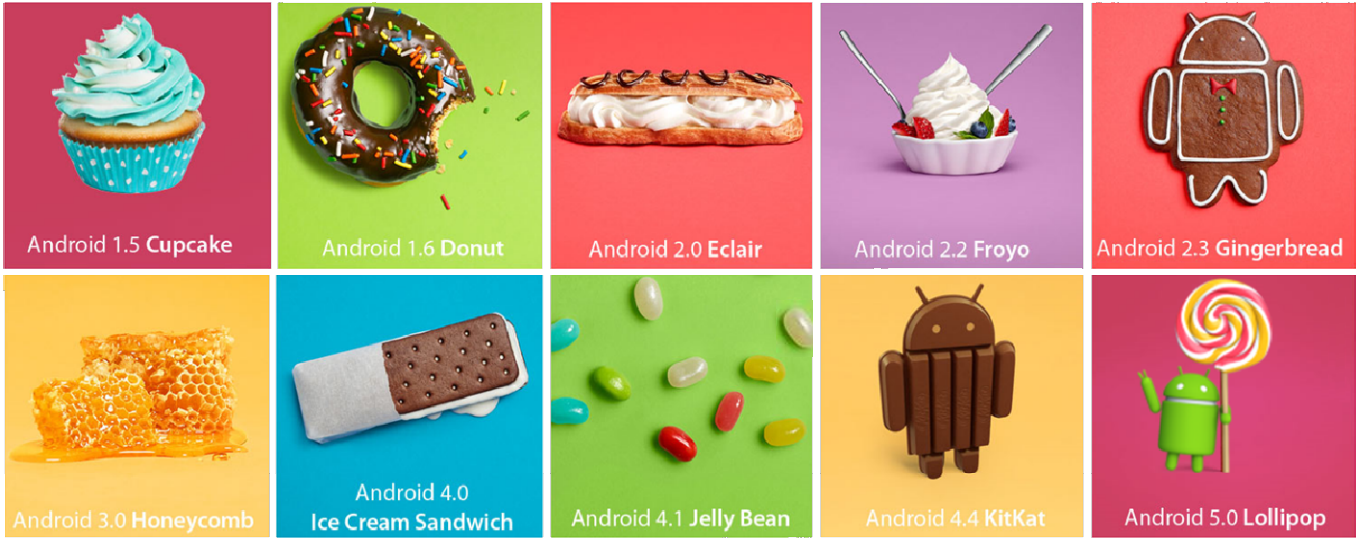 Android 1.5 Cupcake
Android 1.6 Donut
Android 2.0 Eclair
Android 2.2 Froyo
Android 2.3 Gingerbread
Android 3.0 Honeycomb
Android 4.0
Ice Cream Sandwich
Android 4.1 Jelly Bean
Android 4.4 KitKat
Android 5.0 Lollipop